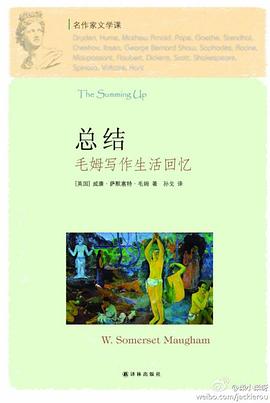 名作家文学课
Dryden, Hume, Mathew Arnold, Pope, Goethe, Stendhal,
Chekhov, Ibsen, George Bernard Shaw, Sophocles, Racine,
Maupassant, Flaubert, Dickens, Scott, Shakespeare,
Spinoza, Voltaire, Kant
The Summing Up
总结
毛姆写作生活回忆
[英国] 威廉·萨默塞特·毛姆 著 孙戈 译
W. Somerset Maugham
译林出版社
weibo.com/jackierou